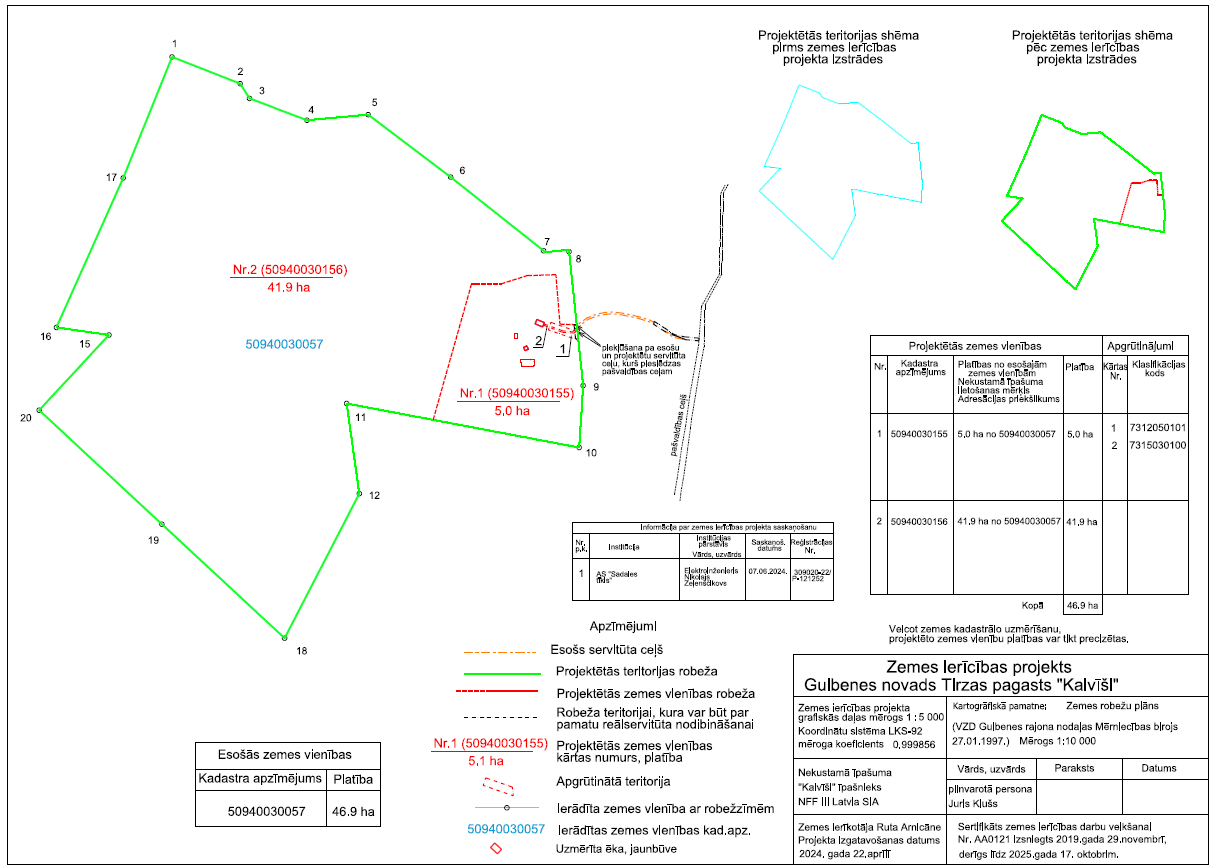 Projektētās teritorijas shēma
pirms zemes ierīcības
projekta izstrādes
Projektētās teritorijas shēma
pēc zemes ierīcības
projekta izstrādes
1
2
3
4
5
6
7
8
9
10
11
12
15
16
17
18
19
20
Nr.2 (50940030156)
41.9 ha
50940030057
Nr.1 (50940030155)
5,0 ha
2
1
piekļūšana pa esošu
un projektētu servitūta
ceļu, kurš pieslēdzas
pašvaldības ceļam
pašvaldības ceļš
Projektētās zemes vienības
Apgrūtinājumi
Nr.
Kadastra
apzīmējums
Platības no esošajām
zemes vienībām
Nekustamā īpašuma
lietošanas mērķis
Adresācijas priekšlikums
Platība
Kārtas
Nr.
Klasifikācijas
kods
1 50940030155 5,0 ha no 50940030057 5,0 ha
1 7312050101
2 7315030100
2 50940030156 41,9 ha no 50940030057 41,9 ha
Kopā 46.9 ha
Veicot zemes kadastrālo uzmērīšanu,
projektēto zemes vienību platības var tikt precizētas.
Informācija par zemes ierīcības projekta saskaņošanu
Nr.
p.k.
Institūcija
Institūcijas
pārstāvis
Vārds, uzvārds
Saskaņoš.
datums
Reģistrācijas
Nr.
1
AS "Sadales
tīkls"
Elektroinženieris
Nikolajs
Zeļenščikovs
07.06.2024.
309020-22/
P-121252
Apzīmējumi
Esošs servitūta ceļš
Projektētās teritorijas robeža
Projektētās zemes vienības robeža
Robeža teritorijai, kura var būt par
pamatu reālservitūta nodibināšanai
Nr.1 (50940030155)
5,1 ha
Projektētās zemes vienības
kārtas numurs, platība
Apgrūtinātā teritorija
Ierādīta zemes vienība ar robežzīmēm
50940030057 Ierādītas zemes vienības kad.apz.
Uzmērīta ēka, jaunbūve
Esošās zemes vienības
Kadastra apzīmējums Platība
50940030057 46.9 ha
Zemes ierīcības projekts
Gulbenes novads Tirzas pagasts "Kalvīši"
Zemes ierīcības projekta
grafiskās daļas mērogs 1 : 5 000
Koordinātu sistēma LKS-92
mēroga koeficients 0,999856
Kartogrāfiskā pamatne: Zemes robežu plāns
(VZD Gulbenes rajona nodaļas Mērniecības birojs
27.01.1997.) Mērogs 1:10 000
Nekustamā īpašuma
"Kalvīši" īpašnieks
NFF III Latvia SIA
Vārds, uzvārds Paraksts Datums
pilnvarotā persona
Juris Kļušs
Zemes ierīkotāja Ruta Arnicāne
Projekta izgatavošanas datums
2024. gada 22.aprīlī
Sertifikāts zemes ierīcības darbu veikšanai
Nr. AA0121 izsniegts 2019.gada 29.novembrī,
derīgs līdz 2025.gada 17. oktobrim.